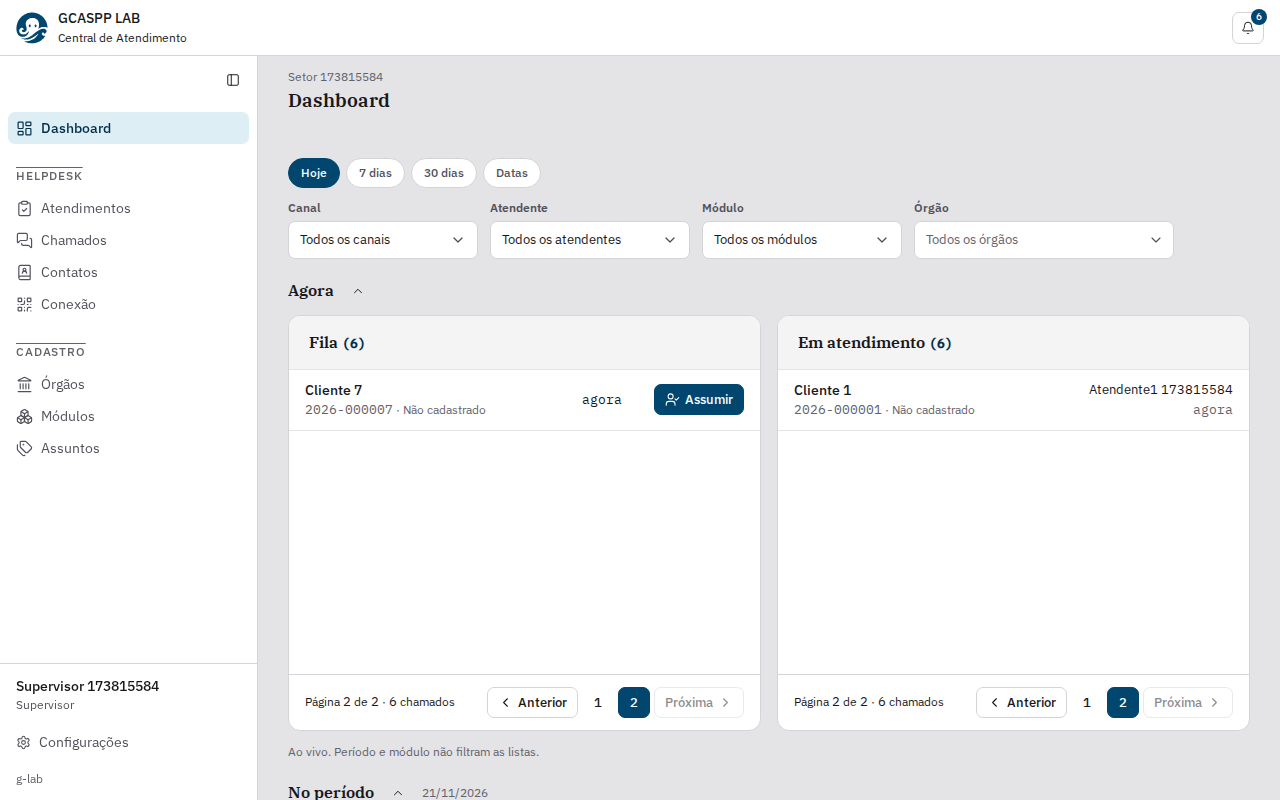 GCASPP LAB
Central de Atendimento
6
Dashboard
HELPDESK
Atendimentos
Chamados
Contatos
Conexão
CADASTRO
Órgãos
Módulos
Assuntos
Supervisor 173815584
Supervisor
Configurações
g-lab
Setor 173815584
Dashboard
Hoje 7 dias 30 dias Datas
Canal Atendente Módulo Órgão
Todos os canais Todos os atendentes Todos os módulos Todos os órgãos
Agora
Fila (6)
Cliente 7
2026-000007 · Não cadastrado
agora
Assumir
Página 2 de 2 · 6 chamados
Anterior 1 2 Próxima
Em atendimento (6)
Cliente 1
2026-000001 · Não cadastrado
Atendente1 173815584
agora
Página 2 de 2 · 6 chamados
Anterior 1 2 Próxima
Ao vivo. Período e módulo não filtram as listas.
No período 21/11/2026